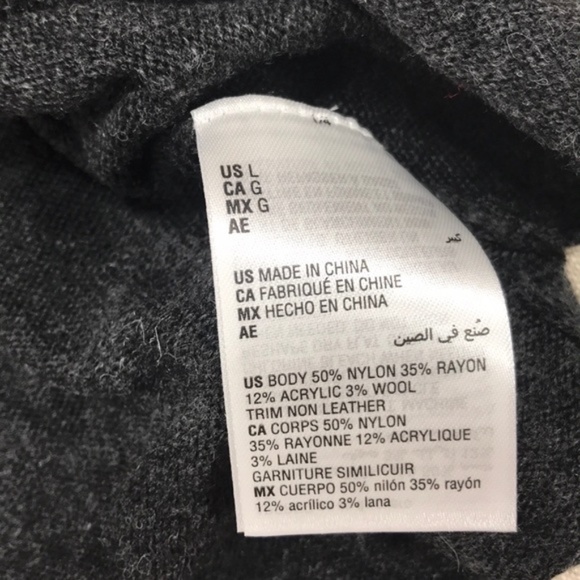 US L
CA G
MX G
AE
كبير
US MADE IN CHINA
CA FABRIQUÉ EN CHINE
MX HECHO EN CHINA
AE
صُنع في الصين
US BODY 50% NYLON 35% RAYON
12% ACRYLIC 3% WOOL
TRIM NON LEATHER
CA CORPS 50% NYLON
35% RAYONNE 12% ACRYLIQUE
3% LAINE
GARNITURE SIMILICUIR
MX CUERPO 50% nilón 35% rayón
12% acrílico 3% lana